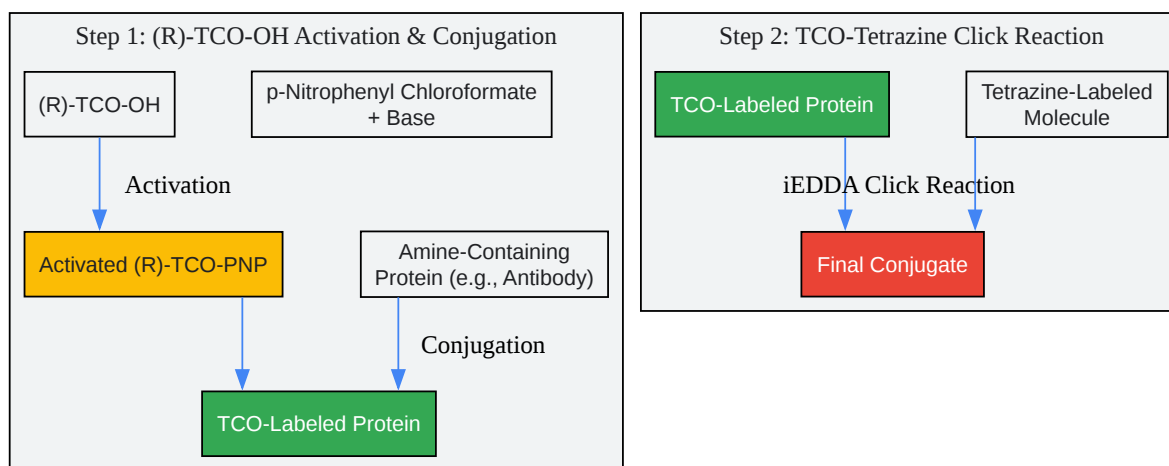 Step 1: (R)-TCO-OH Activation & Conjugation
(R)-TCO-OH
p-Nitrophenyl Chloroformate
+ Base
Activation
Activated (R)-TCO-PNP
Amine-Containing
Protein (e.g., Antibody)
Conjugation
TCO-Labeled Protein
Step 2: TCO-Tetrazine Click Reaction
TCO-Labeled Protein
Tetrazine-Labeled
Molecule
iEDDA Click Reaction
Final Conjugate